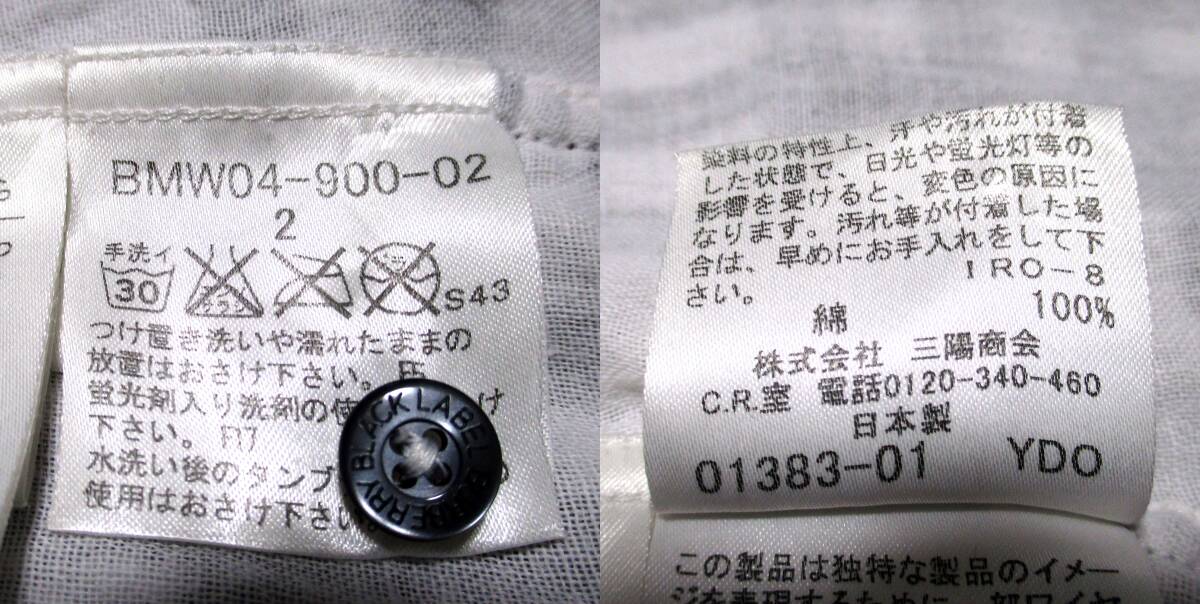 BMW04-900-02
2
手洗イ
30
S43
つけ置き洗いや濡れたままの
放置はおさけ下さい。
蛍光剤入り洗剤の使 け
下さい。
水洗い後のタンブ の
使用はおさけ下さい
BLACK LABEL BURBERRY
染料の特性上、汗や汚れが付着
した状態で、日光や蛍光灯等の
影響を受けると、変色の原因に
なります。汚れ等が付着した場
合は、早めにお手入れをして下
さい。
IRO-8
綿 100%
株式会社 三陽商会
C.R.室 電話0120-340-460
日本製
01383-01 YDO
この製品は独特な製品のイメー